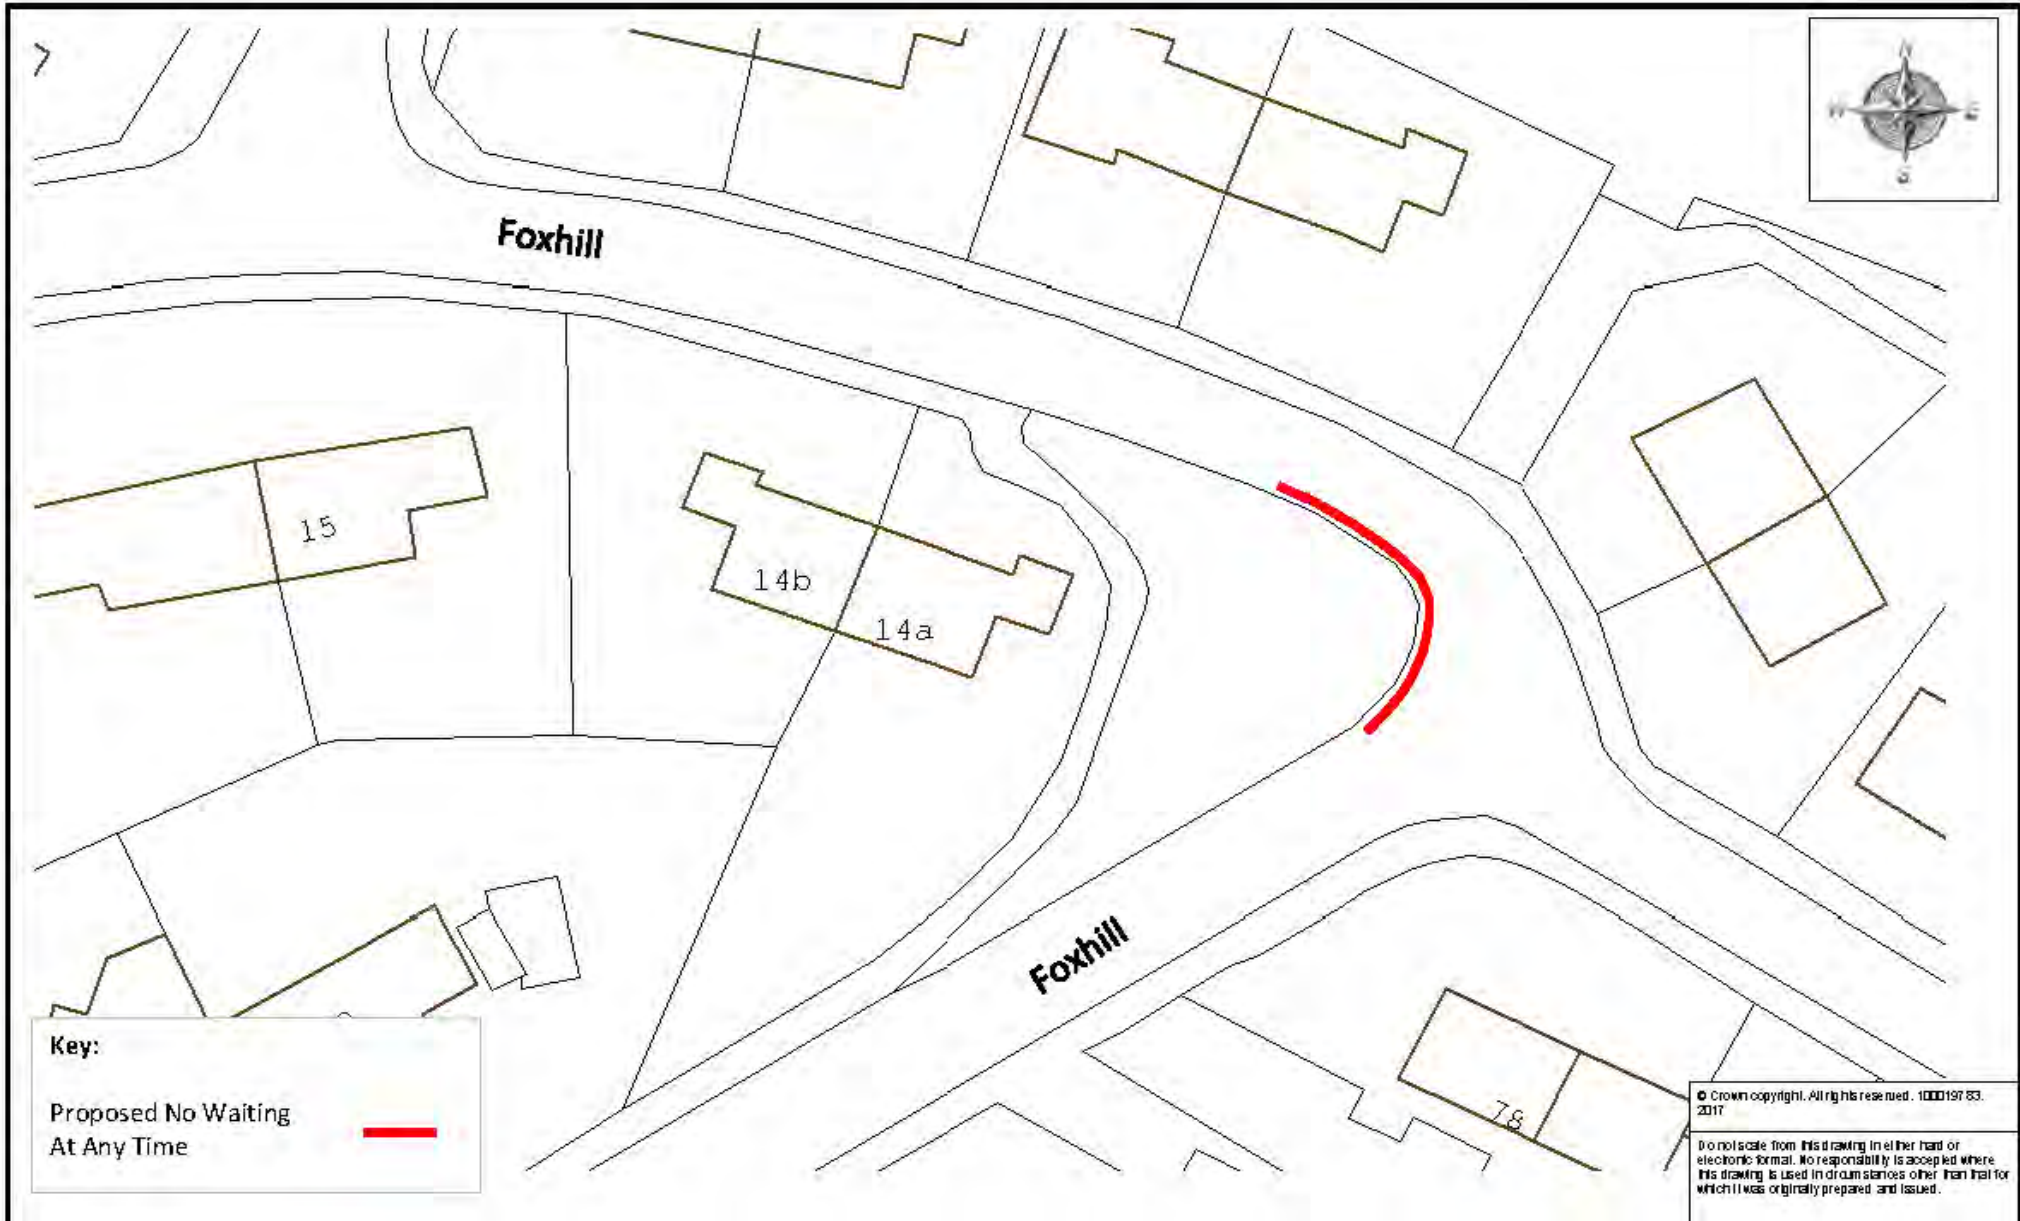 N
W E
S
Foxhill
15
14b
14a
Foxhill
78
Key:
Proposed No Waiting
At Any Time
© Crown copyright. All rights reserved. 100019783.
2017
Do not scale from this drawing in either hard or
electronic format. No responsibility is accepted where
this drawing is used in circumstances other than that for
which it was originally prepared and issued.